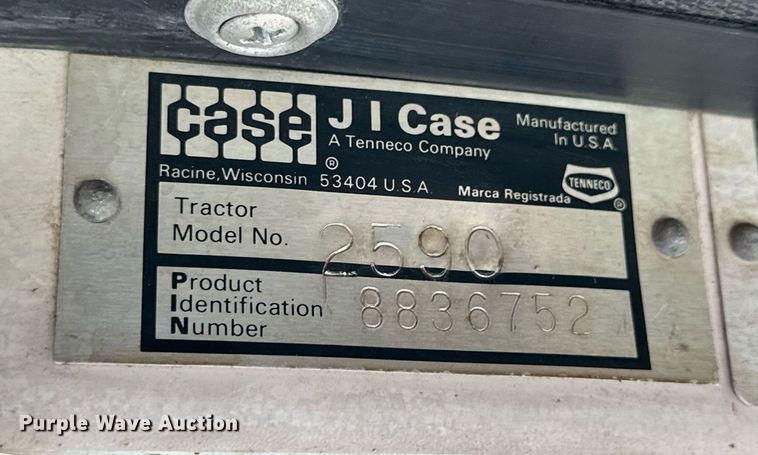 case
J I Case
Manufactured
In U.S.A.
A Tenneco Company
®
Racine, Wisconsin 53404 U.S.A.
Marca Registrada
TENNECO
®
Tractor
Model No. 2590
Product
Identification
Number 8836752
Purple Wave Auction